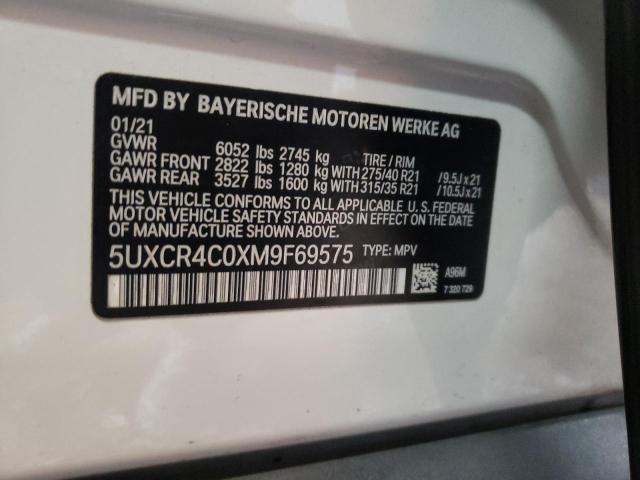 MFD BY BAYERISCHE MOTOREN WERKE AG
01/21
GVWR 6052 lbs 2745 kg TIRE / RIM
GAWR FRONT 2822 lbs 1280 kg WITH 275/40 R21 /9.5J x 21
GAWR REAR 3527 lbs 1600 kg WITH 315/35 R21 /10.5J x 21
THIS VEHICLE CONFORMS TO ALL APPLICABLE U. S. FEDERAL
MOTOR VEHICLE SAFETY STANDARDS IN EFFECT ON THE DATE
OF MANUFACTURE SHOWN ABOVE.
5UXCR4C0XM9F69575 TYPE: MPV
A96M
7 320 729